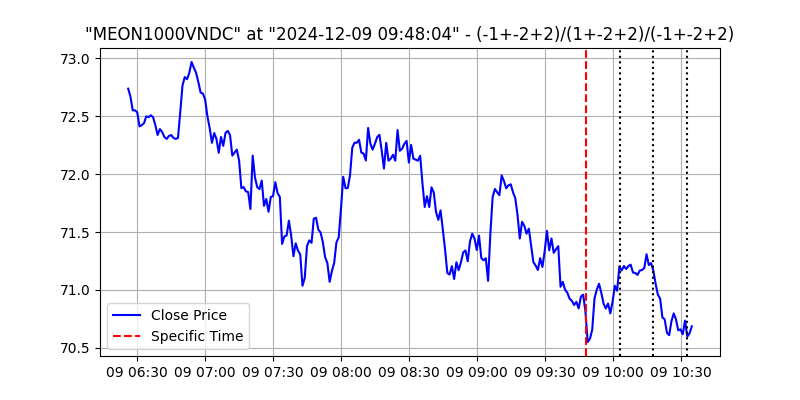 "MEON1000VNDC" at "2024-12-09 09:48:04" - (-1+-2+2)/(1+-2+2)/(-1+-2+2)
73.0
72.5
72.0
71.5
71.0
70.5
Close Price
Specific Time
09 06:30 09 07:00 09 07:30 09 08:00 09 08:30 09 09:00 09 09:30 09 10:00 09 10:30